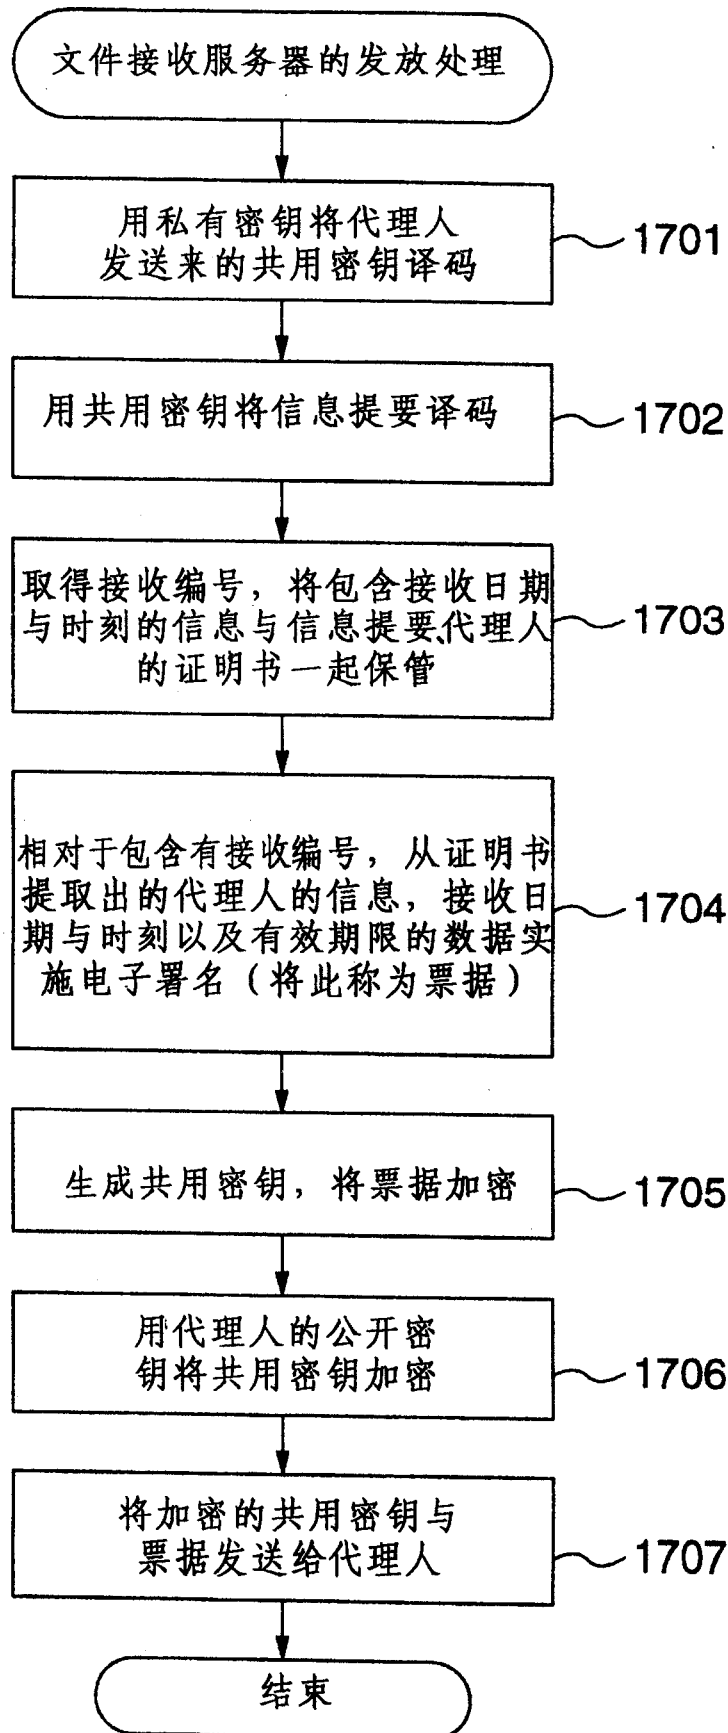 文件接收服务器的发放处理
用私有密钥将代理人
发送来的共用密钥译码
1701
用共用密钥将信息提要译码
1702
取得接收编号，将包含接收日期
与时刻的信息与信息提要、代理人
的证明书一起保管
1703
相对于包含有接收编号，从证明书
提取出的代理人的信息，接收日
期与时刻以及有效期限的数据实
施电子署名（将此称为票据）
1704
生成共用密钥，将票据加密
1705
用代理人的公开密
钥将共用密钥加密
1706
将加密的共用密钥与
票据发送给代理人
1707
结束